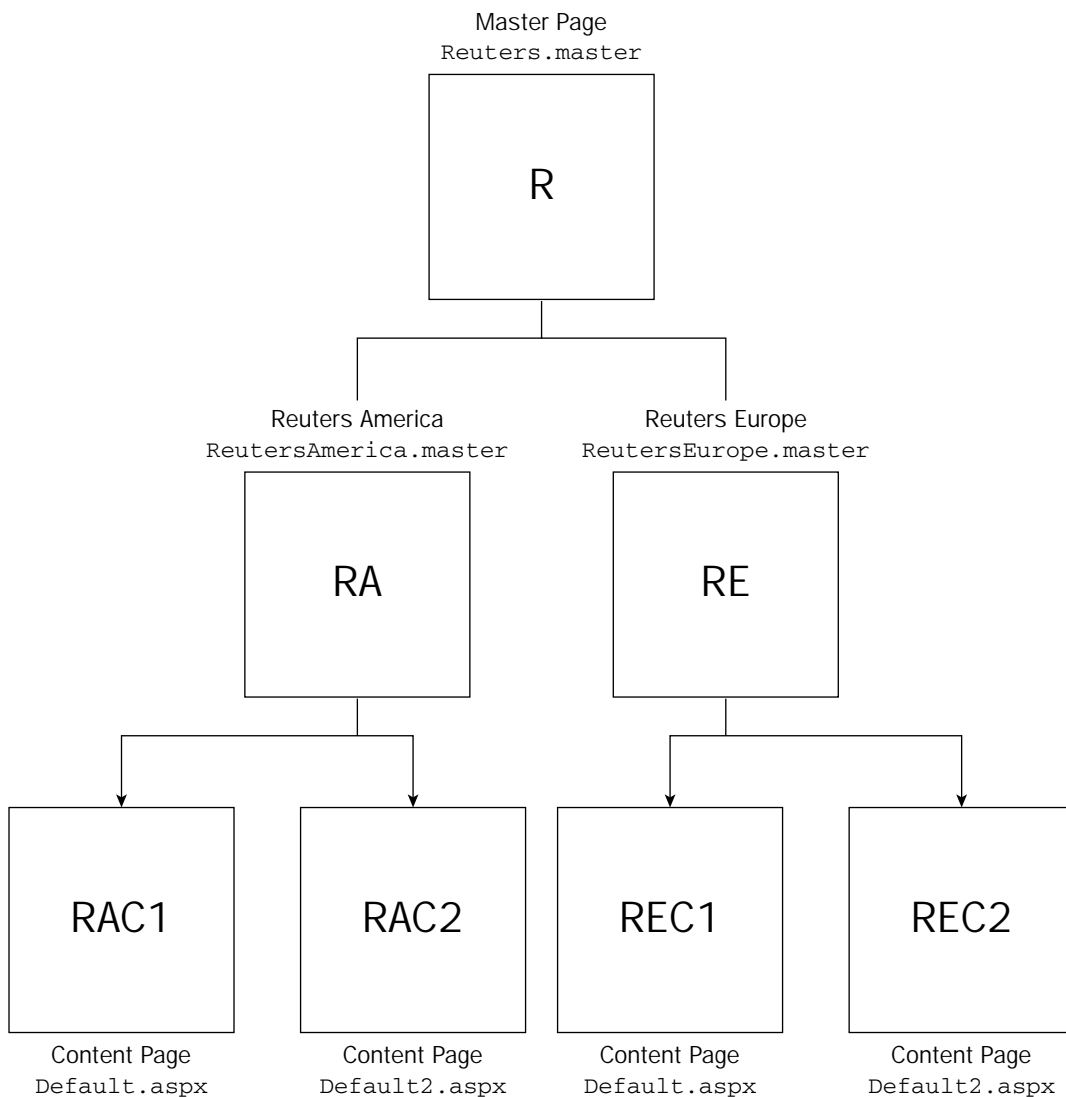 Master Page
Reuters.master
R
Reuters America
ReutersAmerica.master
Reuters Europe
ReutersEurope.master
RA
RE
RAC1
RAC2
REC1
REC2
Content Page
Default.aspx
Content Page
Default2.aspx
Content Page
Default.aspx
Content Page
Default2.aspx